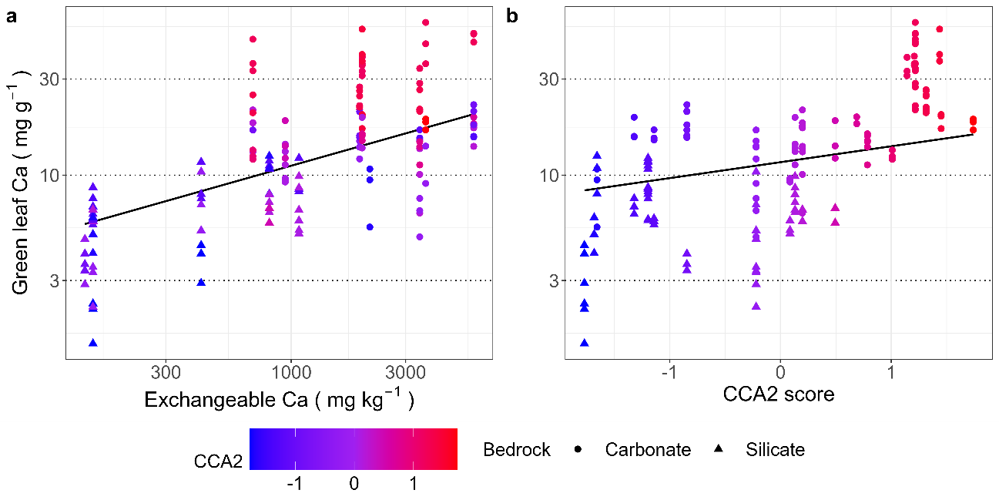 a
b
Green leaf Ca ( mg g⁻¹ )
30
10
3
300
1000
3000
Exchangeable Ca ( mg kg⁻¹ )
30
10
3
-1
0
1
CCA2 score
CCA2
-1
0
1
Bedrock
Carbonate
Silicate